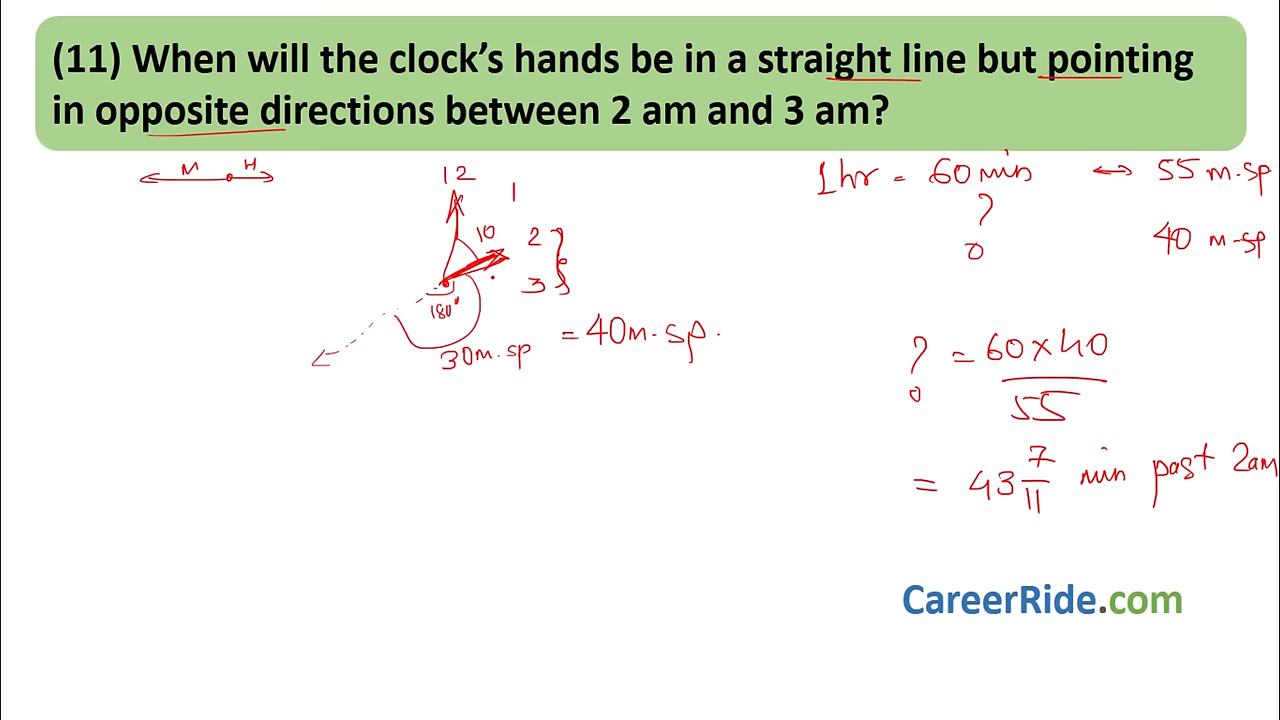 (11) When will the clock's hands be in a straight line but pointing
in opposite directions between 2 am and 3 am?
M H
12
1
10
2
3
180°
30m.sp = 40m.sp.
1hr = 60min ↔ 55 m.sp
? 40 m-sp
? = 60×40
55
= 43 7/11 min past 2am
CareerRide.com